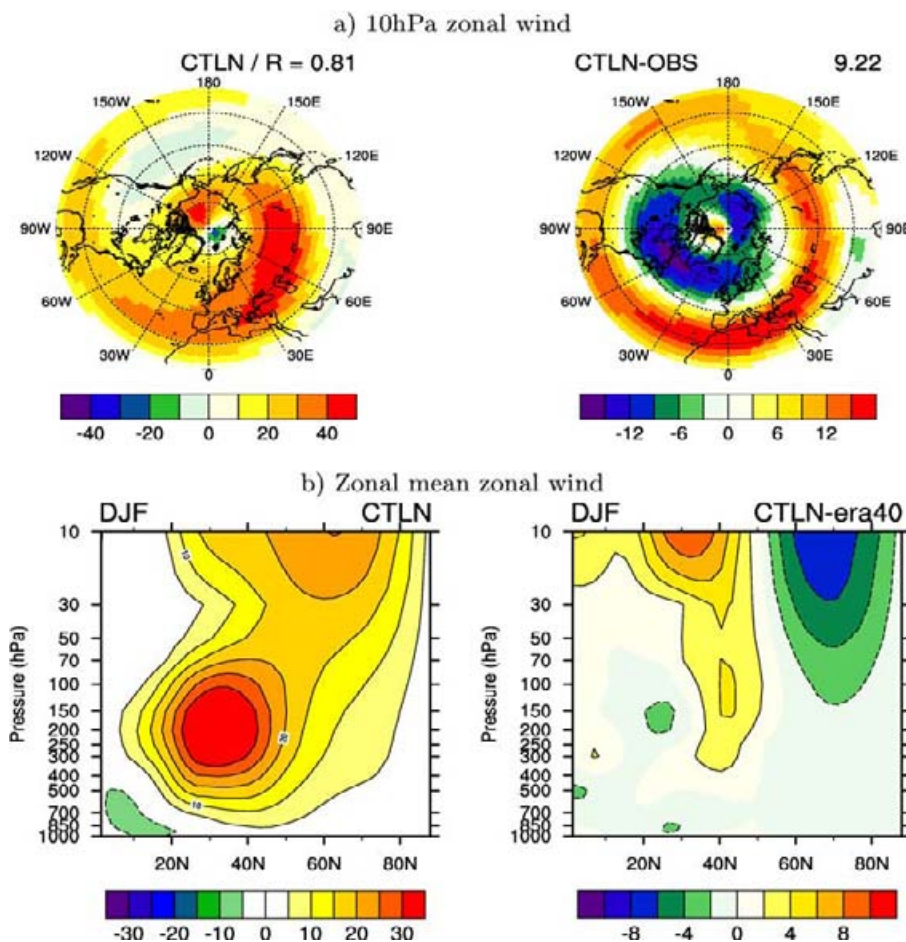 a) 10hPa zonal wind
CTLN / R = 0.81
180
150W 150E
120W 120E
90W 90E
60W 60E
30W 30E
0
-40 -20 0 20 40
CTLN-OBS 9.22
180
150W 150E
120W 120E
90W 90E
60W 60E
30W 30E
0
-12 -6 0 6 12
b) Zonal mean zonal wind
DJF CTLN
Pressure (hPa)
10
30
50
70
100
150
200
250
300
400
500
700
850
1000
10
20
10
20N 40N 60N 80N
-30 -20 -10 0 10 20 30
DJF CTLN-era40
Pressure (hPa)
10
30
50
70
100
150
200
250
300
400
500
700
850
1000
20N 40N 60N 80N
-8 -4 0 4 8